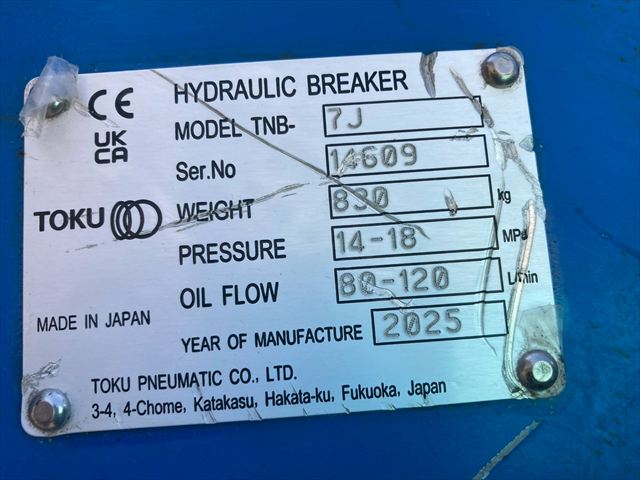 CE
HYDRAULIC BREAKER
UK
CA
MODEL TNB- 7J
Ser.No 14609
TOKU
WEIGHT 830 kg
PRESSURE 14-18 MPa
OIL FLOW 80-120 L/min
MADE IN JAPAN
YEAR OF MANUFACTURE 2025
TOKU PNEUMATIC CO., LTD.
3-4, 4-Chome, Katakasu, Hakata-ku, Fukuoka, Japan